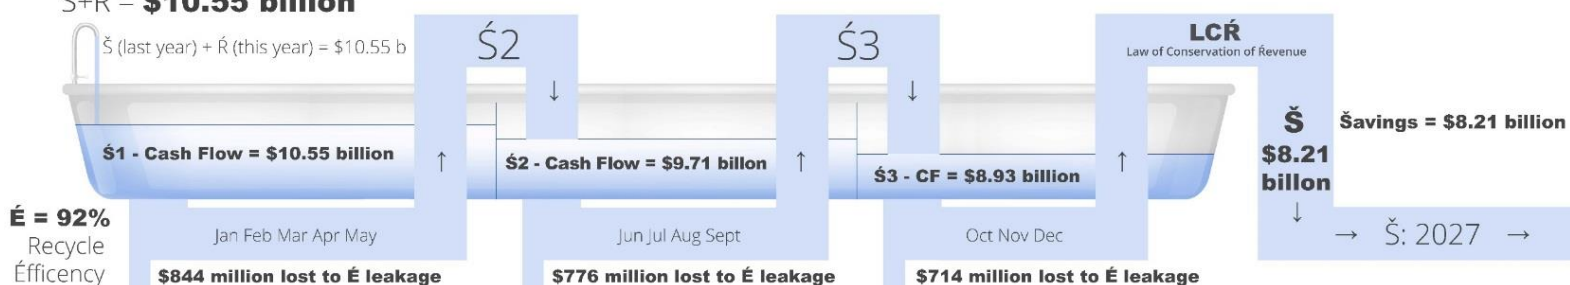 Š+Ŕ = $10.55 billion
Š (last year) + Ŕ (this year) = $10.55 b
Ś2
Ś3
LCŔ
Law of Conservation of Ŕevenue
Ś1 - Cash Flow = $10.55 billion
Ś2 - Cash Flow = $9.71 billon
Ś3 - CF = $8.93 billion
Š
$8.21
billon
Šavings = $8.21 billion
É = 92%
Recycle
Éfficency
Jan Feb Mar Apr May
Jun Jul Aug Sept
Oct Nov Dec
Š: 2027
$844 million lost to É leakage
$776 million lost to É leakage
$714 million lost to É leakage